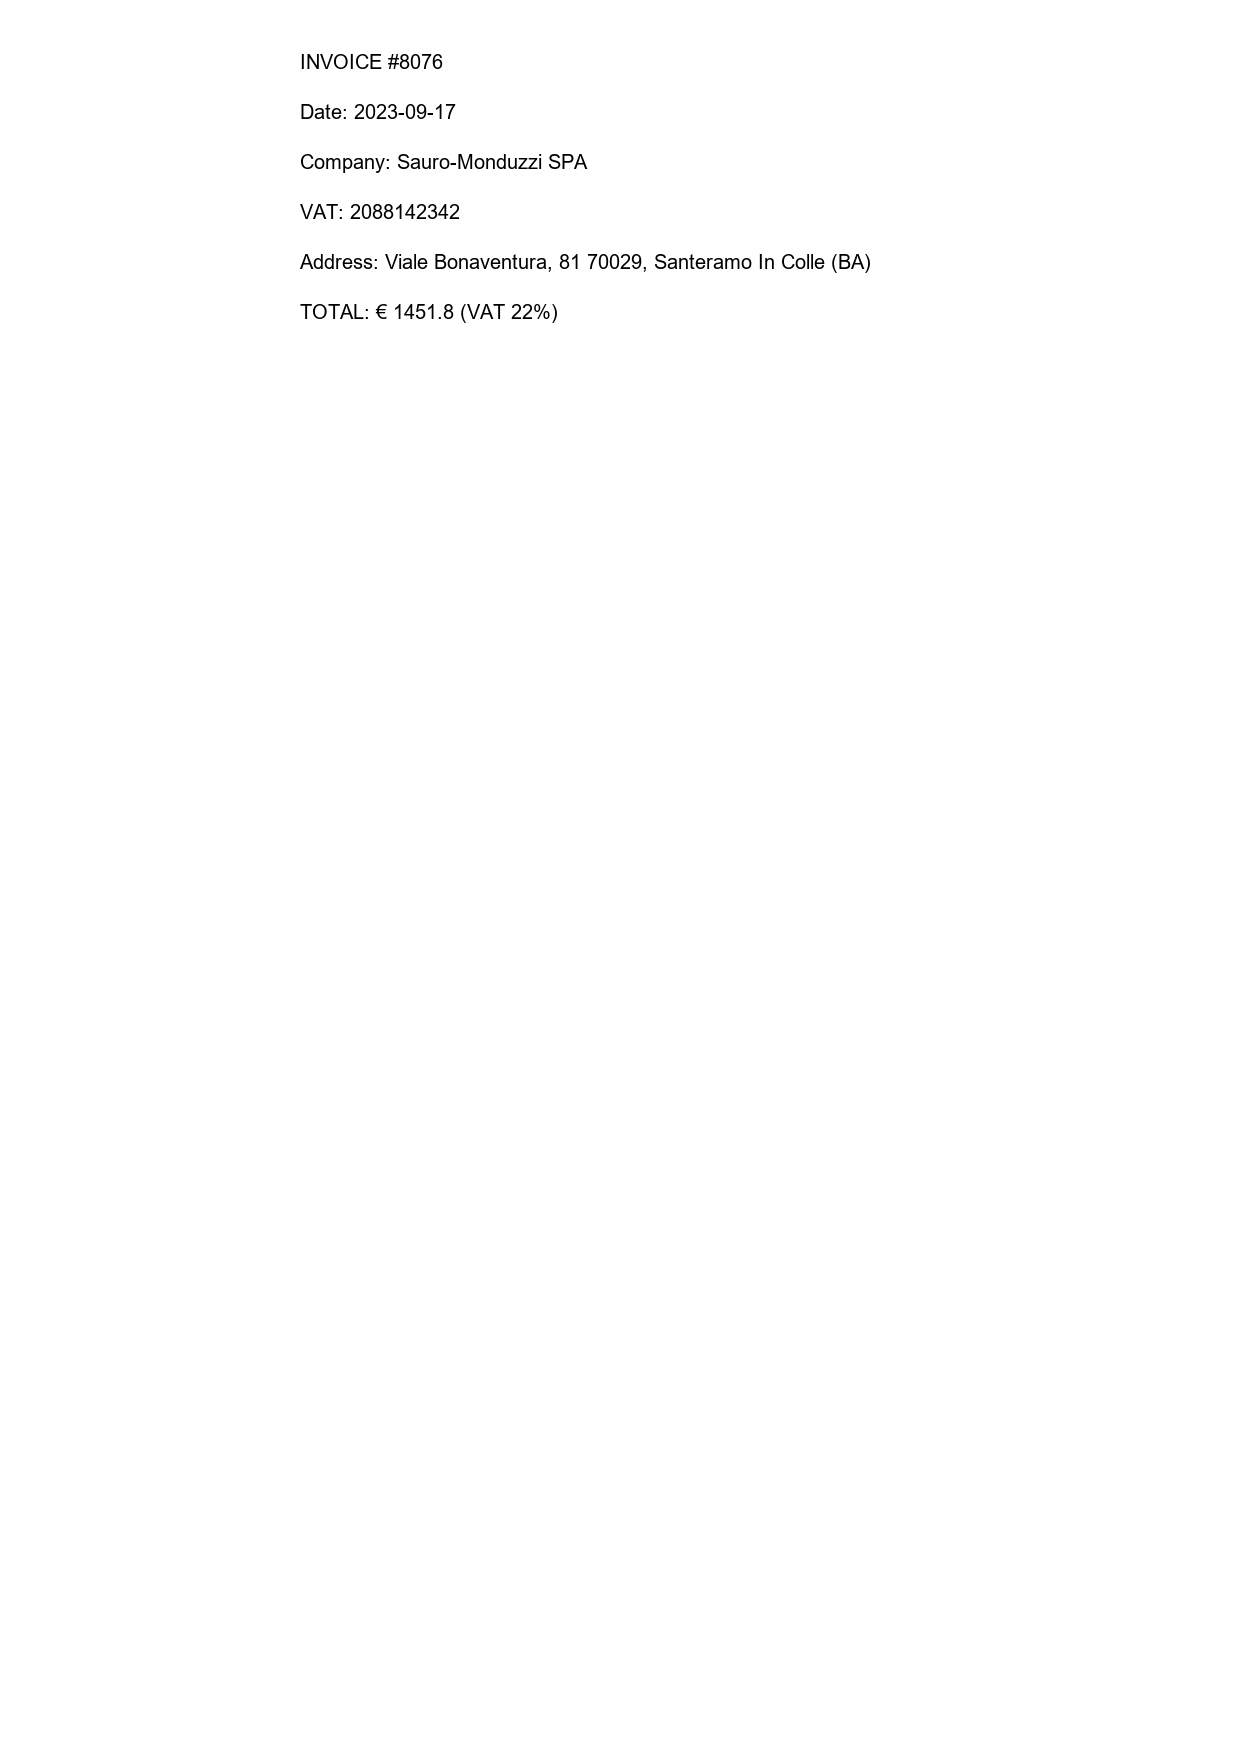 INVOICE #8076
Date: 2023-09-17
Company: Sauro-Monduzzi SPA
VAT: 2088142342
Address: Viale Bonaventura, 81 70029, Santeramo In Colle (BA)
TOTAL: € 1451.8 (VAT 22%)